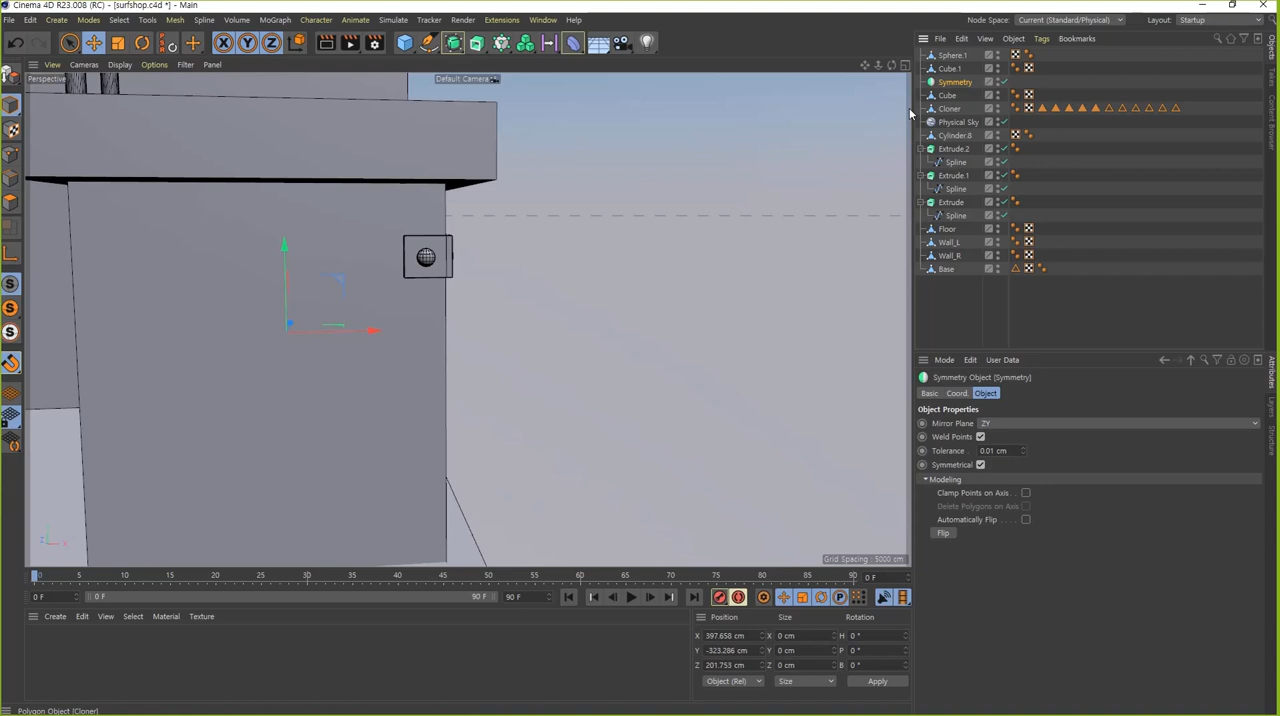 Cinema 4D R23.008 (RC) - [surfshop.c4d *] - Main
File Edit Create Modes Select Tools Spline Mesh Volume MoGraph Character Animate Simulate Tracker Render Extensions Window Help
Node Space: Current (Standard/Physical) Layout: Startup
View Cameras Display Options Filter Panel
Perspective
Default Camera
Grid Spacing : 5000 cm
File Edit View Object Tags Bookmarks
Sphere.1
Cube.1
Symmetry
Cube
Cloner
Physical Sky
Cylinder.8
Extrude.2
Spline
Extrude.1
Spline
Extrude
Spline
Floor
Wall_L
Wall_R
Base
Objects
Takes
Content Browser
Mode Edit User Data
Symmetry Object [Symmetry]
Basic Coord. Object
Object Properties
Mirror Plane ZY
Weld Points
Tolerance . 0.01 cm
Symmetrical
Modeling
Clamp Points on Axis . .
Delete Polygons on Axis
Automatically Flip . . . .
Flip
Attributes
Layers
Structure
0 5 10 15 20 25 30 35 40 45 50 55 60 65 70 75 80 85 90 0 F
0 F 0 F 90 F 90 F
Create Edit View Select Material Texture
Position Size Rotation
X 397.658 cm X 0 cm H 0 °
Y -323.286 cm Y 0 cm P 0 °
Z 201.753 cm Z 0 cm B 0 °
Object (Rel) Size Apply
Polygon Object [Cloner]